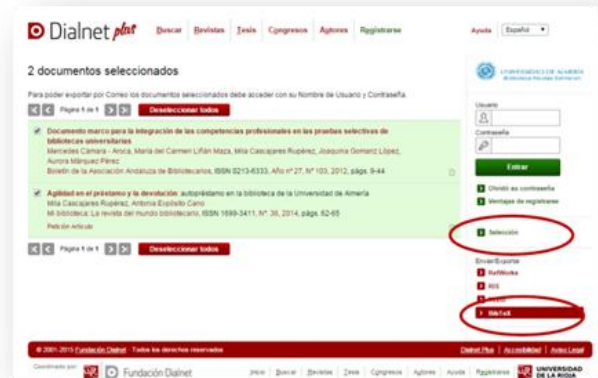 Dialnet plus
Buscar Revistas Tesis Congresos Autores Registrarse
Ayuda Español
2 documentos seleccionados
Para poder exportar por Correo los documentos seleccionados debe acceder con su Nombre de Usuario y Contraseña.
Página 1 de 1 Deseleccionar todos
Documento marco para la integración de las competencias profesionales en las pruebas selectivas de
bibliotecas universitarias
Mercedes Cámara - Aroca, María del Carmen Liñán Maza, Mila Cascajares Rupérez, Joaquina Gomariz López,
Aurora Márquez Pérez
Boletín de la Asociación Andaluza de Bibliotecarios, ISSN 0213-6333, Año nº 27, Nº 103, 2012, págs. 9-44
Agilidad en el préstamo y la devolución: autopréstamo en la biblioteca de la Universidad de Almería
Mila Cascajares Rupérez, Antonia Expósito Cano
Mi biblioteca: La revista del mundo bibliotecario, ISSN 1699-3411, Nº. 36, 2014, págs. 62-65
Petición Artículo
Página 1 de 1 Deseleccionar todos
UNIVERSIDAD DE ALMERÍA
Usuario
Contraseña
Entrar
Olvidó su contraseña
Ventajas de registrarse
Selección
Enviar/Exportar
RefWorks
RIS
BibTeX
© 2001-2015 Fundación Dialnet · Todos los derechos reservados
Dialnet Plus Accesibilidad Aviso Legal
Coordinado por:
Fundación Dialnet
Inicio Buscar Revistas Tesis Congresos Autores Ayuda Registrarse
UNIVERSIDAD
DE LA RIOJA